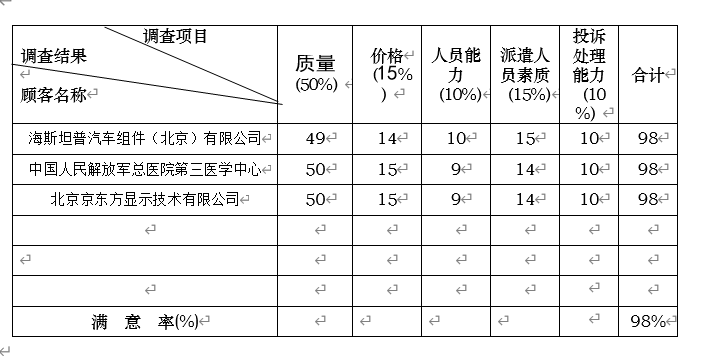 调查项目
调查结果
顾客名称
质量
(50%)
价格
(15%
)
人员能
力
(10%)
派遣人
员素质
(15%)
投诉
处理
能力
(10
%)
合计
海斯坦普汽车组件（北京）有限公司 49 14 10 15 10 98
中国人民解放军总医院第三医学中心 50 15 9 14 10 98
北京京东方显示技术有限公司 50 15 9 14 10 98
满 意 率(%) 98%